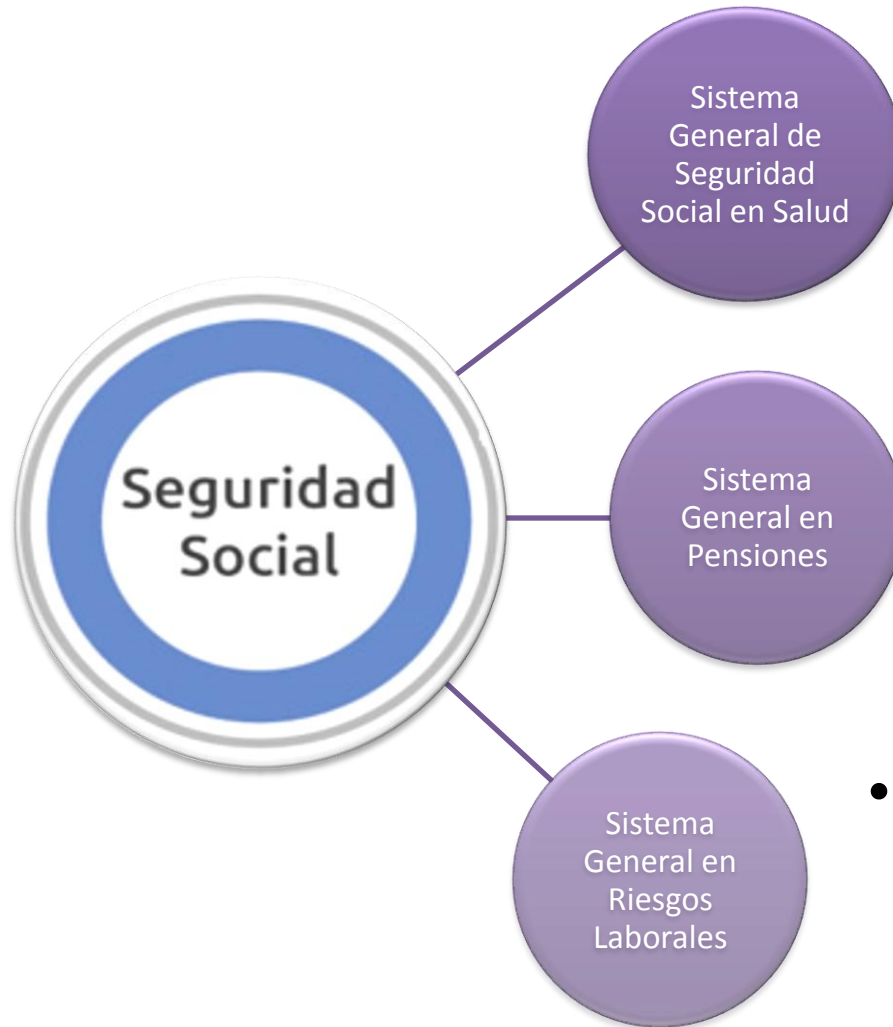 Sistema
General de
Seguridad
Social en Salud
Seguridad
Social
Sistema
General en
Pensiones
Sistema
General en
Riesgos
Laborales